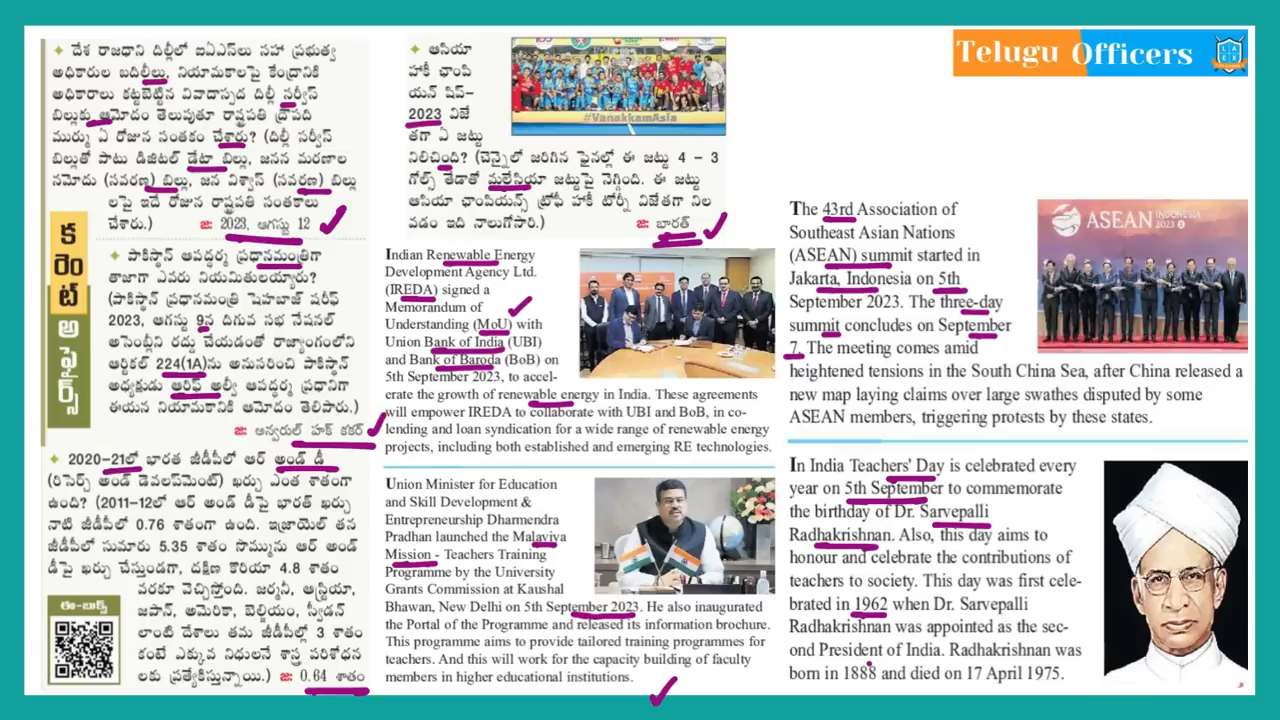 Telugu Officers
✦ దేశ రాజధాని దిల్లీలో ఐఏఎస్‌లు సహా ప్రభుత్వ
అధికారుల బదిలీలు, నియామకాలపై కేంద్రానికి
అధికారాలు కట్టబెట్టిన వివాదాస్పద దిల్లీ సర్వీస్
బిల్లుకు ఆమోదం తెలుపుతూ రాష్ట్రపతి ద్రౌపది
ముర్ము ఏ రోజున సంతకం చేశారు? (దిల్లీ సర్వీస్
బిల్లుతో పాటు డిజిటల్ డేటా బిల్లు, జనన మరణాల
నమోదు (సవరణ) బిల్లు, జన విశ్వాస్ (సవరణ) బిల్లు
లపై ఇదే రోజున రాష్ట్రపతి సంతకాలు
చేశారు.) జ: 2023, ఆగస్టు 12
కరెంట్ అఫైర్స్
✦ పాకిస్థాన్ ఆపద్ధర్మ ప్రధానమంత్రిగా
తాజాగా ఎవరు నియమితులయ్యారు?
(పాకిస్థాన్ ప్రధానమంత్రి షెహబాజ్ షరీఫ్
2023, ఆగస్టు 9న దిగువ సభ నేషనల్
అసెంబ్లీని రద్దు చేయడంతో రాజ్యాంగంలోని
ఆర్టికల్ 224(1A)ను అనుసరించి పాకిస్థాన్
అధ్యక్షుడు ఆరిఫ్ అల్వీ ఆపద్ధర్మ ప్రధానిగా
ఈయన నియామకానికి ఆమోదం తెలిపారు.)
జ: అన్వరుల్ హక్ కకర్
✦ 2020-21లో భారత జీడీపీలో ఆర్ అండ్ డీ
(రిసెర్చ్ అండ్ డెవలప్‌మెంట్) ఖర్చు ఎంత శాతంగా
ఉంది? (2011-12లో ఆర్ అండ్ డీపై భారత్ ఖర్చు
నాటి జీడీపీలో 0.76 శాతంగా ఉంది. ఇజ్రాయెల్ తన
జీడీపీలో సుమారు 5.35 శాతం సొమ్మును ఆర్ అండ్
డీపై ఖర్చు చేస్తుండగా, దక్షిణ కొరియా 4.8 శాతం
వరకూ వెచ్చిస్తోంది. జర్మనీ, ఆస్ట్రియా,
జపాన్, అమెరికా, బెల్జియం, స్వీడన్
లాంటి దేశాలు తమ జీడీపీల్లో 3 శాతం
కంటే ఎక్కువ నిధులనే శాస్త్ర పరిశోధన
లకు ప్రత్యేకిస్తున్నాయి.) జ: 0.64 శాతం
ఈ-బుక్స్
✦ ఆసియా
హాకీ ఛాంపి
యన్ షిప్-
2023 విజే
తగా ఏ జట్టు
నిలిచింది? (చెన్నైలో జరిగిన ఫైనల్లో ఈ జట్టు 4 - 3
గోల్స్ తేడాతో మలేసియా జట్టుపై నెగ్గింది. ఈ జట్టు
ఆసియా ఛాంపియన్స్ ట్రోఫీ హాకీ టోర్నీ విజేతగా నిల
వడం ఇది నాలుగోసారి.) జ: భారత్
#VanakkamAsia
Indian Renewable Energy
Development Agency Ltd.
(IREDA) signed a
Memorandum of
Understanding (MoU) with
Union Bank of India (UBI)
and Bank of Baroda (BoB) on
5th September 2023, to accel-
erate the growth of renewable energy in India. These agreements
will empower IREDA to collaborate with UBI and BoB, in co-
lending and loan syndication for a wide range of renewable energy
projects, including both established and emerging RE technologies.
Union Minister for Education
and Skill Development &
Entrepreneurship Dharmendra
Pradhan launched the Malaviya
Mission - Teachers Training
Programme by the University
Grants Commission at Kaushal
Bhawan, New Delhi on 5th September 2023. He also inaugurated
the Portal of the Programme and released its information brochure.
This programme aims to provide tailored training programmes for
teachers. And this will work for the capacity building of faculty
members in higher educational institutions.
The 43rd Association of
Southeast Asian Nations
(ASEAN) summit started in
Jakarta, Indonesia on 5th
September 2023. The three-day
summit concludes on September
7. The meeting comes amid
heightened tensions in the South China Sea, after China released a
new map laying claims over large swathes disputed by some
ASEAN members, triggering protests by these states.
ASEAN INDONESIA 2023
In India Teachers' Day is celebrated every
year on 5th September to commemorate
the birthday of Dr. Sarvepalli
Radhakrishnan. Also, this day aims to
honour and celebrate the contributions of
teachers to society. This day was first cele-
brated in 1962 when Dr. Sarvepalli
Radhakrishnan was appointed as the sec-
ond President of India. Radhakrishnan was
born in 1888 and died on 17 April 1975.